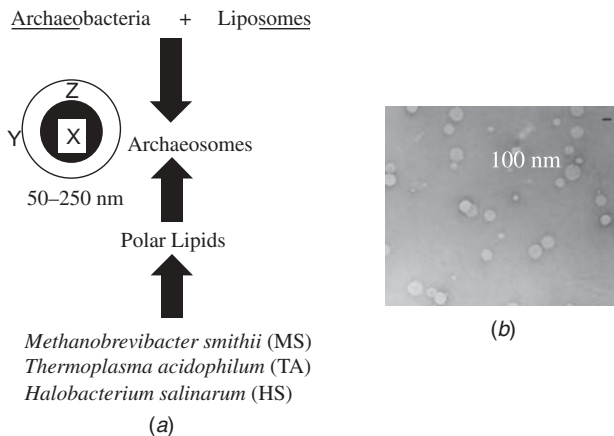 Archaeobacteria + Liposomes
Z
Y
X
Archaeosomes
50–250 nm
Polar Lipids
Methanobrevibacter smithii (MS)
Thermoplasma acidophilum (TA)
Halobacterium salinarum (HS)
(a)
100 nm
(b)